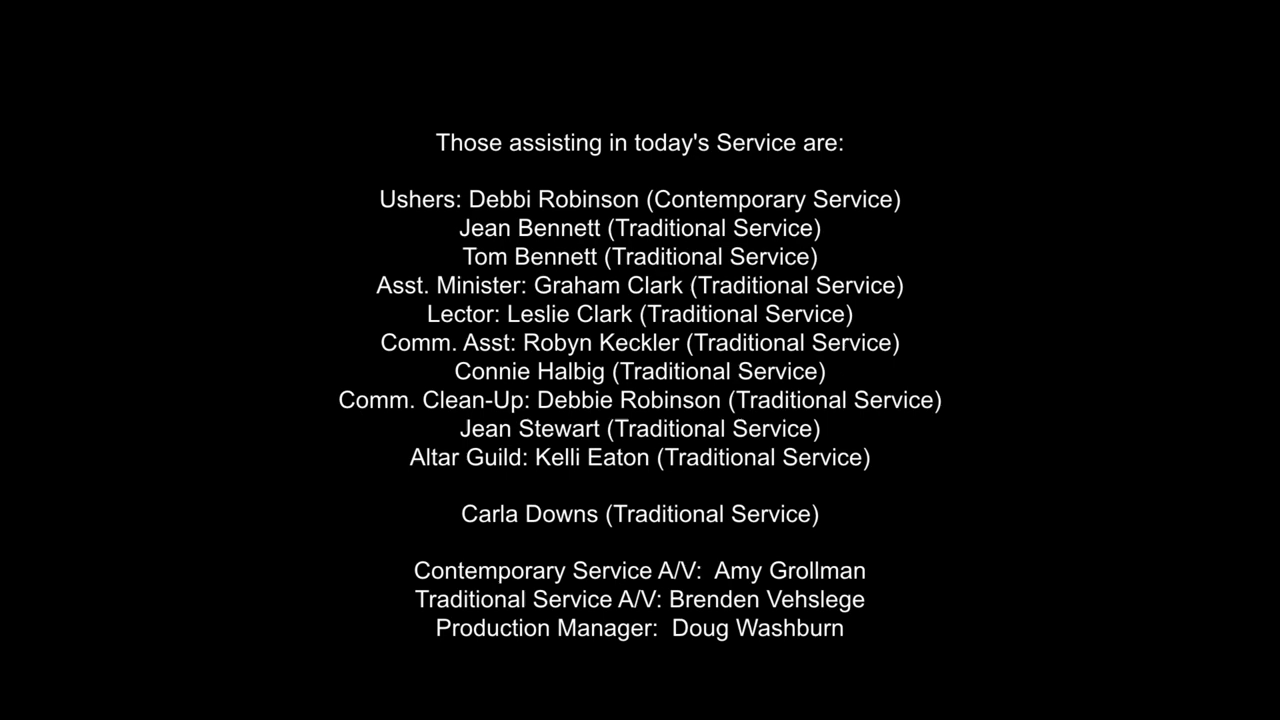 Those assisting in today's Service are:
Ushers: Debbi Robinson (Contemporary Service)
Jean Bennett (Traditional Service)
Tom Bennett (Traditional Service)
Asst. Minister: Graham Clark (Traditional Service)
Lector: Leslie Clark (Traditional Service)
Comm. Asst: Robyn Keckler (Traditional Service)
Connie Halbig (Traditional Service)
Comm. Clean-Up: Debbie Robinson (Traditional Service)
Jean Stewart (Traditional Service)
Altar Guild: Kelli Eaton (Traditional Service)
Carla Downs (Traditional Service)
Contemporary Service A/V:  Amy Grollman
Traditional Service A/V: Brenden Vehslege
Production Manager:  Doug Washburn